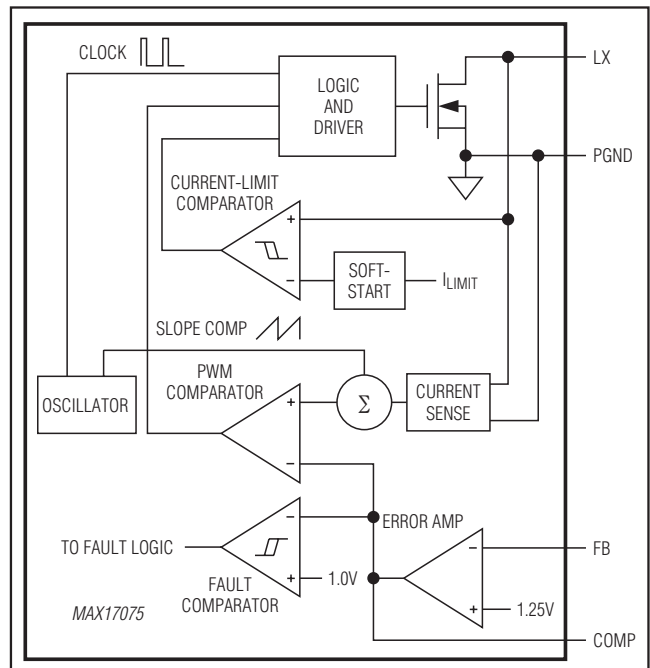 CLOCK
LOGIC
AND
DRIVER
LX
PGND
CURRENT-LIMIT
COMPARATOR
+
−
SOFT-
START
ILIMIT
SLOPE COMP
OSCILLATOR
PWM
COMPARATOR
+
−
Σ
CURRENT
SENSE
TO FAULT LOGIC
−
+
1.0V
FAULT
COMPARATOR
ERROR AMP
−
+
1.25V
FB
COMP
MAX17075